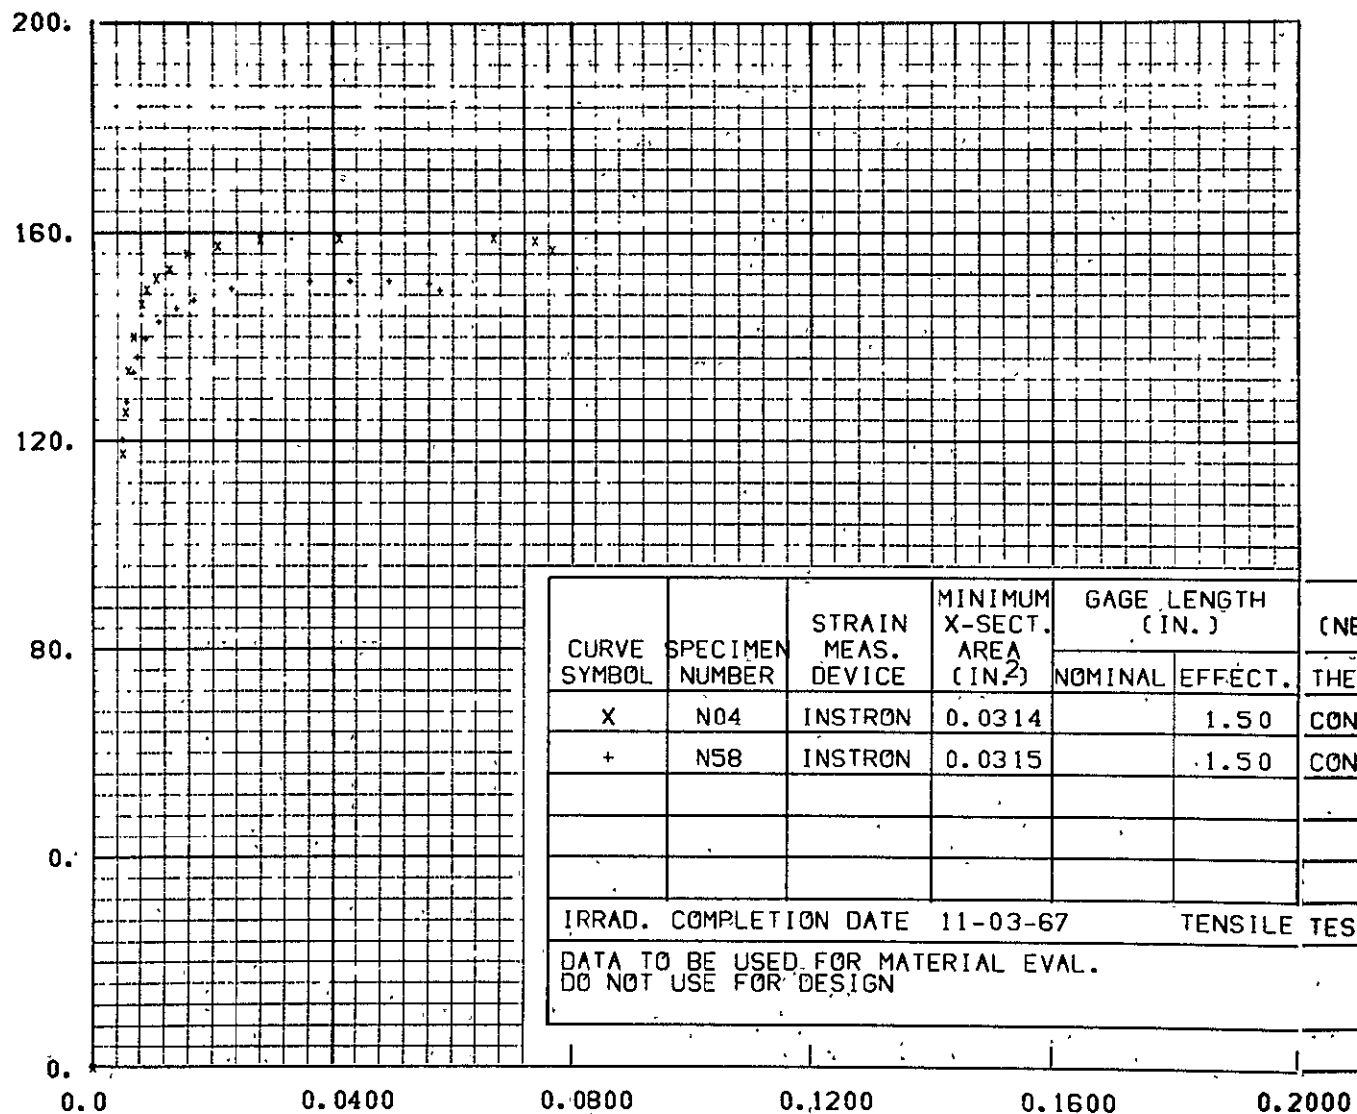 200.
160.
120.
80.
0.
0.
0.0 0.0400 0.0800 0.1200 0.1600 0.2000
CURVE SYMBOL
SPECIMEN NUMBER
STRAIN MEAS. DEVICE
MINIMUM X-SECT. AREA (IN.2)
GAGE LENGTH (IN.)
NOMINAL EFFECT.
(NE
THE
X N04 INSTRON 0.0314 1.50 CON
+ N58 INSTRON 0.0315 1.50 CON
IRRAD. COMPLETION DATE 11-03-67 TENSILE TES
DATA TO BE USED FOR MATERIAL EVAL.
DO NOT USE FOR DESIGN